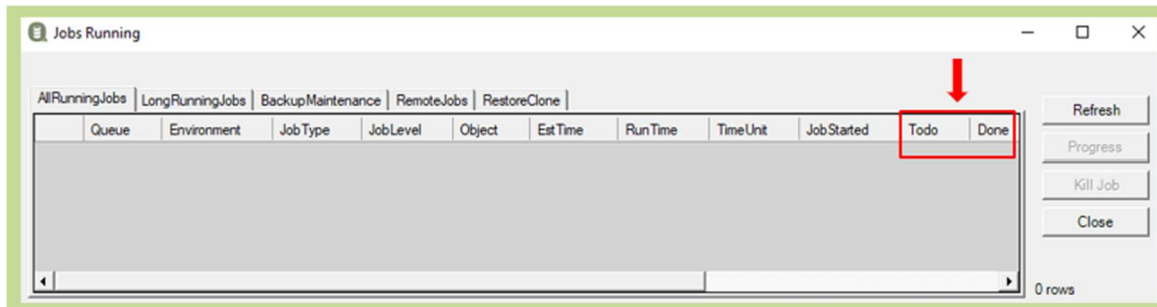 Jobs Running
AllRunningJobs LongRunningJobs BackupMaintenance RemoteJobs RestoreClone
Queue Environment JobType JobLevel Object EstTime RunTime TimeUnit JobStarted Todo Done
Refresh
Progress
Kill Job
Close
0 rows